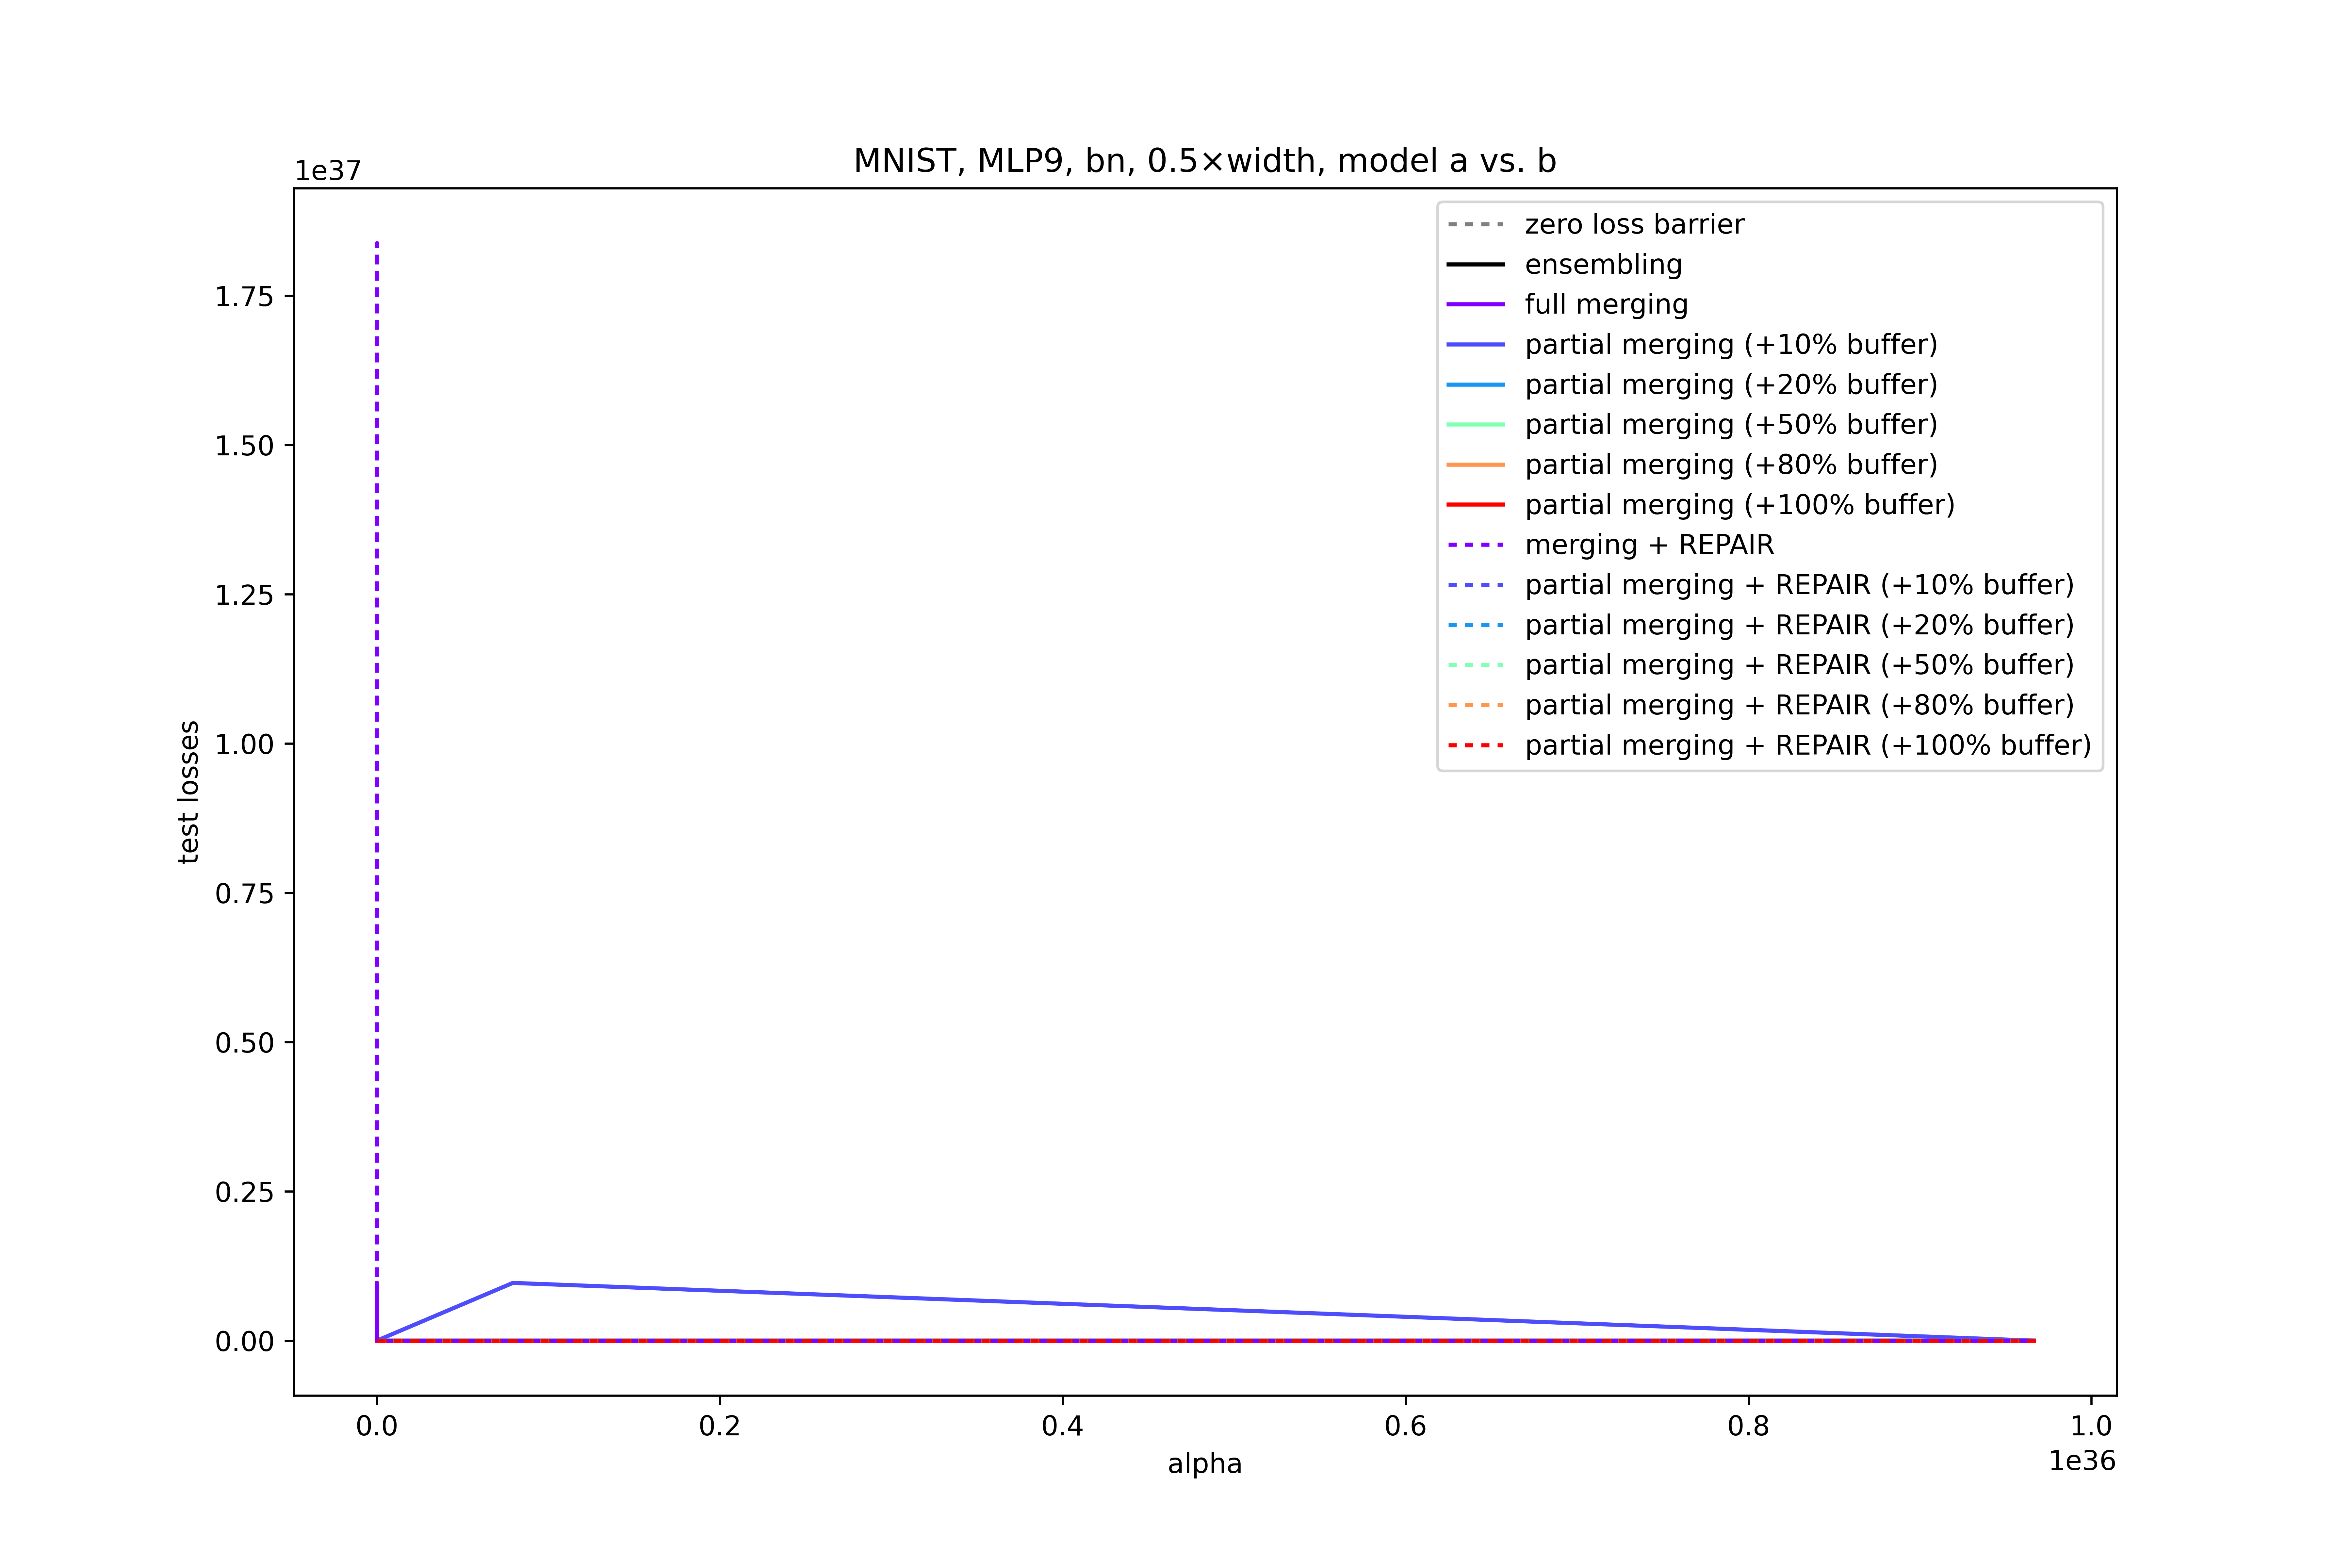 MNIST, MLP9, bn, 0.5×width, model a vs. b
1e37
zero loss barrier
ensembling
full merging
partial merging (+10% buffer)
partial merging (+20% buffer)
partial merging (+50% buffer)
partial merging (+80% buffer)
partial merging (+100% buffer)
merging + REPAIR
partial merging + REPAIR (+10% buffer)
partial merging + REPAIR (+20% buffer)
partial merging + REPAIR (+50% buffer)
partial merging + REPAIR (+80% buffer)
partial merging + REPAIR (+100% buffer)
test losses
1.75
1.50
1.25
1.00
0.75
0.50
0.25
0.00
0.0 0.2 0.4 0.6 0.8 1.0
alpha
1e36